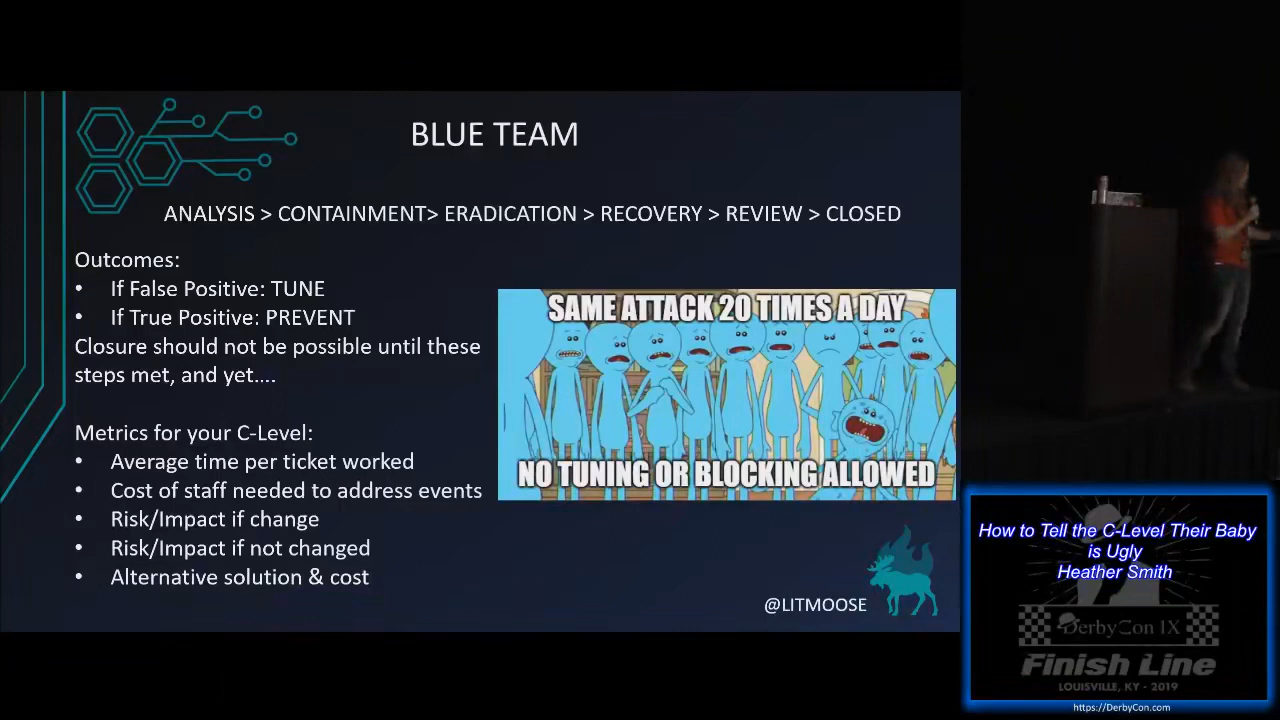 BLUE TEAM
ANALYSIS > CONTAINMENT> ERADICATION > RECOVERY > REVIEW > CLOSED
Outcomes:
• If False Positive: TUNE
• If True Positive: PREVENT
Closure should not be possible until these
steps met, and yet....
Metrics for your C-Level:
• Average time per ticket worked
• Cost of staff needed to address events
• Risk/Impact if change
• Risk/Impact if not changed
• Alternative solution & cost
SAME ATTACK 20 TIMES A DAY
NO TUNING OR BLOCKING ALLOWED
@LITMOOSE
How to Tell the C-Level Their Baby
is Ugly
Heather Smith
DerbyCon IX
Finish Line
LOUISVILLE, KY - 2019
https://DerbyCon.com